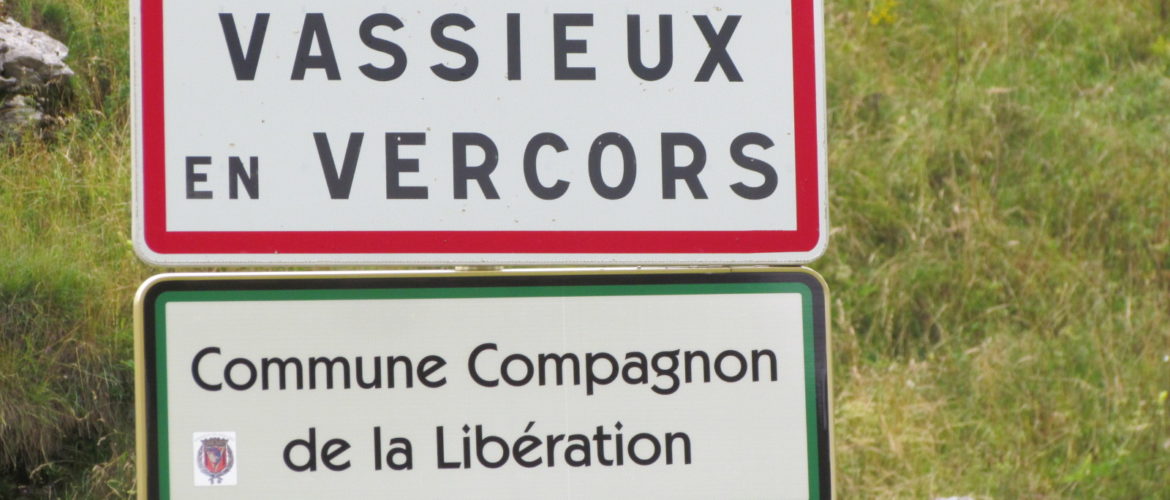 VASSIEUX
EN VERCORS
Commune Compagnon
de la Libération